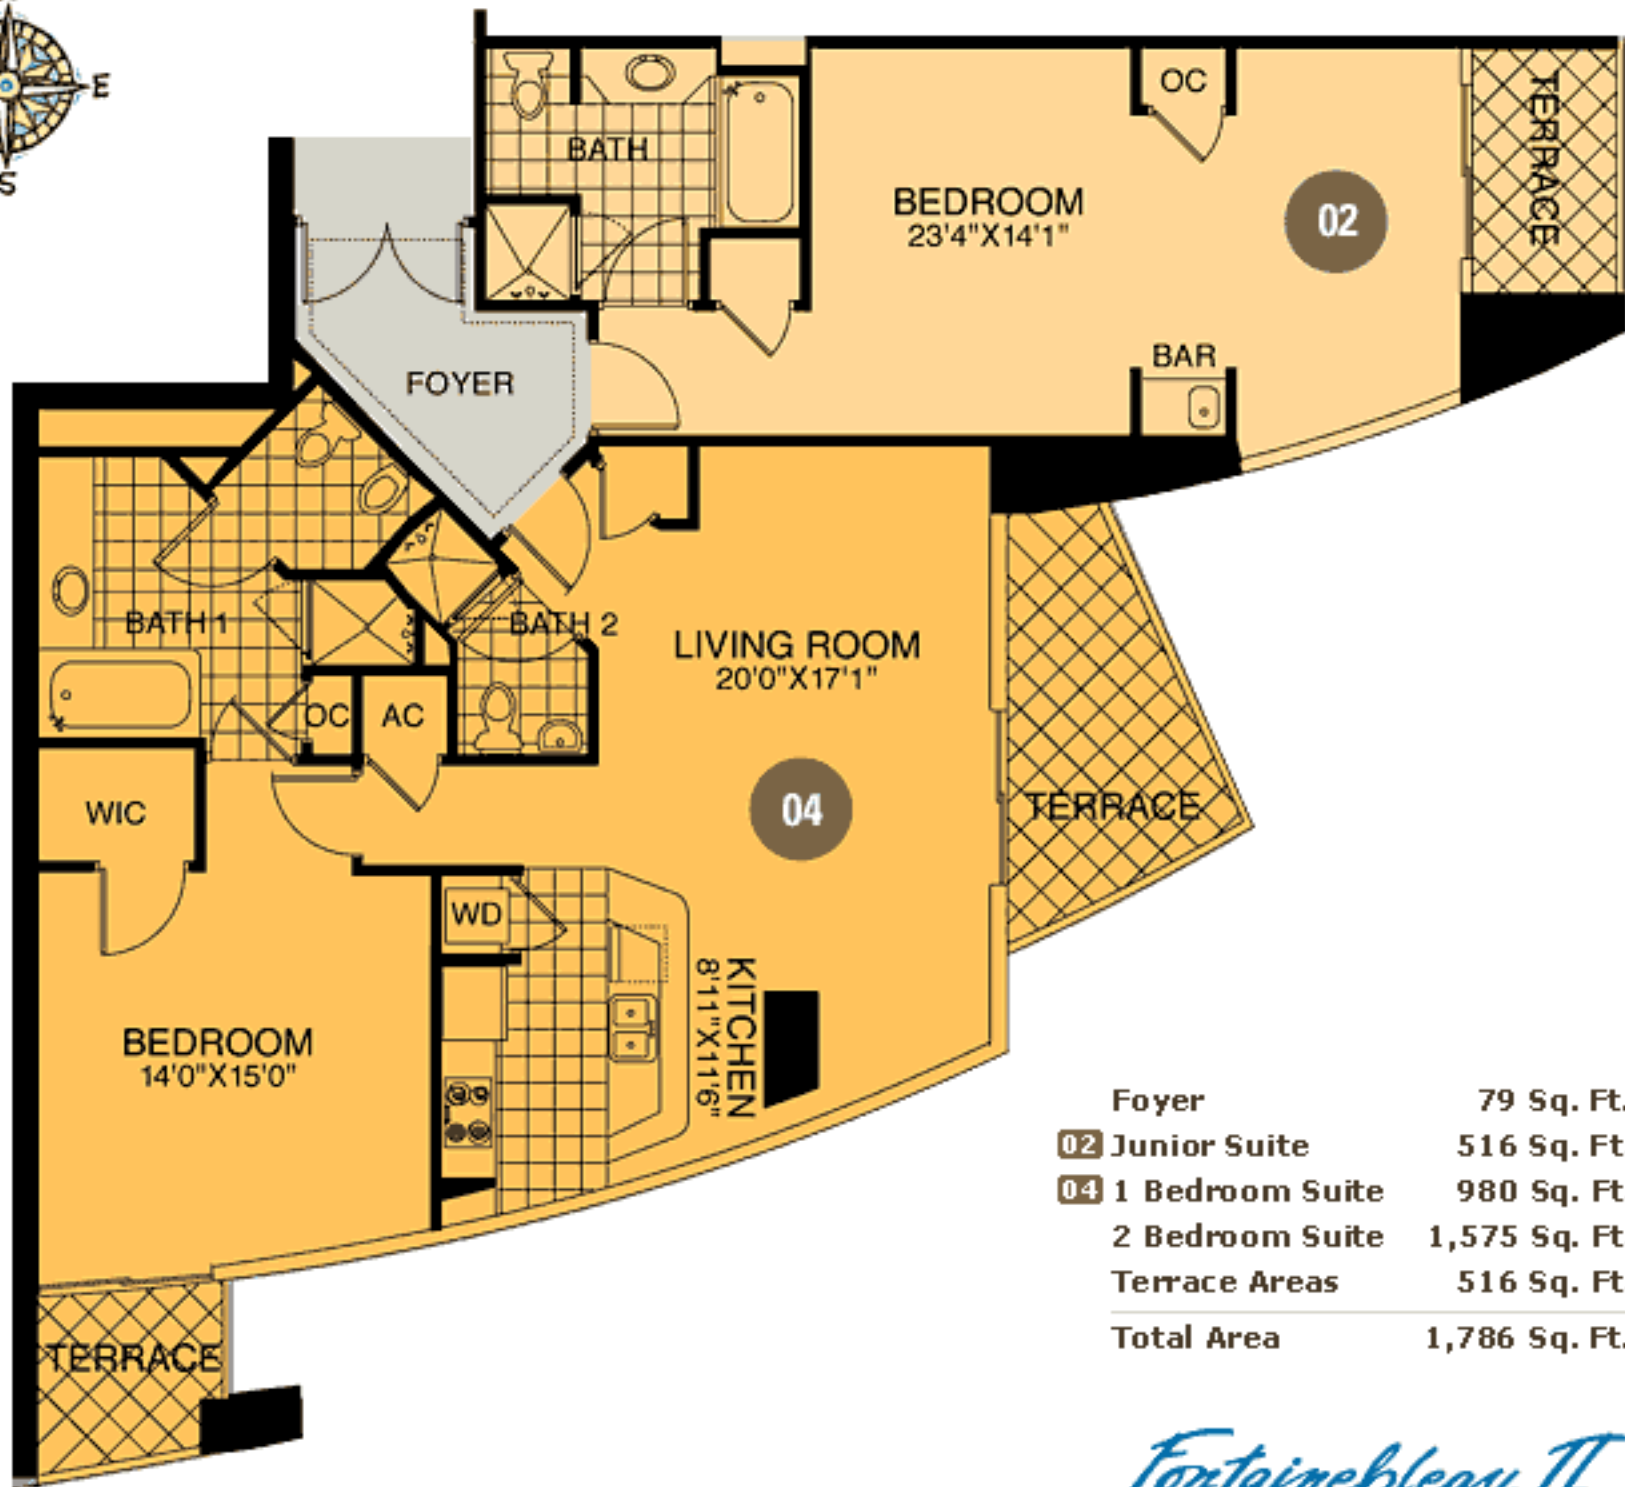 E
S
OC
TERRACE
BATH
BEDROOM
23'4"X14'1"
02
BAR
FOYER
BATH 1
BATH 2
LIVING ROOM
20'0"X17'1"
OC
AC
WIC
04
TERRACE
WD
KITCHEN
8'11"X11'6"
BEDROOM
14'0"X15'0"
TERRACE
Foyer 79 Sq. Ft.
02 Junior Suite 516 Sq. Ft
04 1 Bedroom Suite 980 Sq. Ft
2 Bedroom Suite 1,575 Sq. Ft
Terrace Areas 516 Sq. Ft
Total Area 1,786 Sq. Ft.
Fontainebleau II